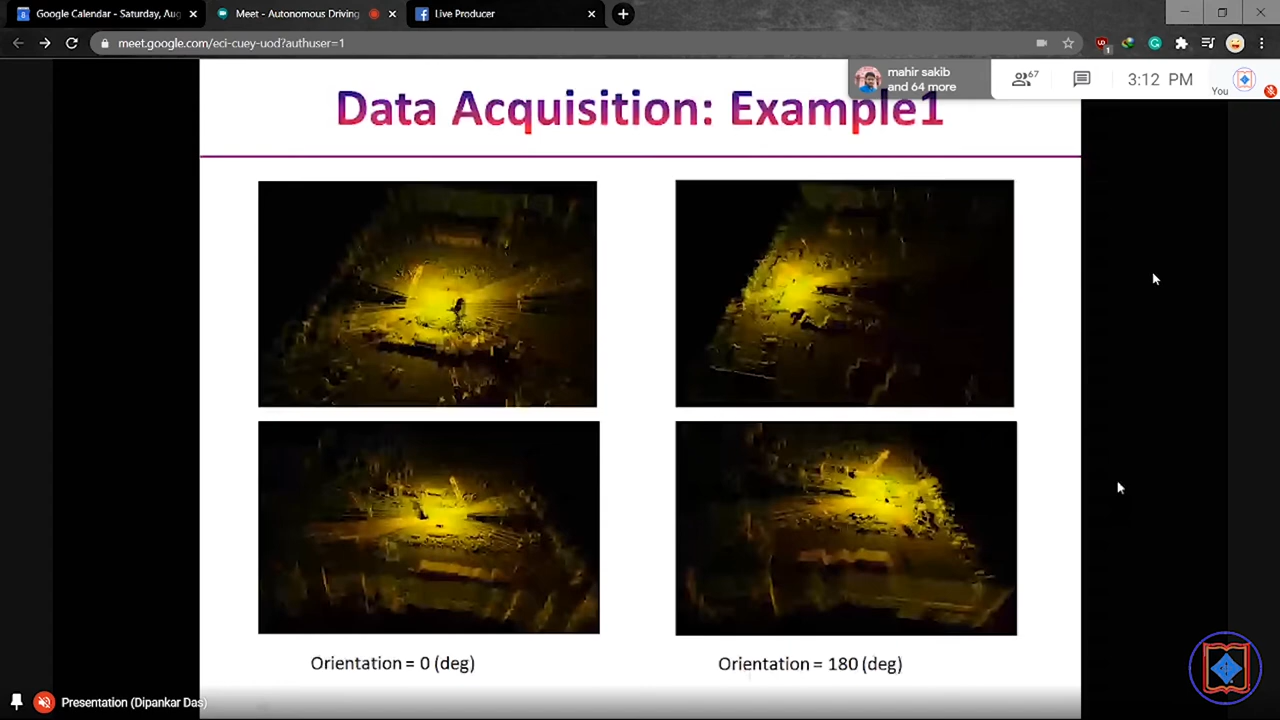 Google Calendar - Saturday, Aug
Meet - Autonomous Driving
Live Producer
meet.google.com/eci-cuey-uod?authuser=1
1
mahir sakib
and 64 more
67
3:12 PM
You
Data Acquisition: Example1
Orientation = 0 (deg)
Orientation = 180 (deg)
Presentation (Dipankar Das)